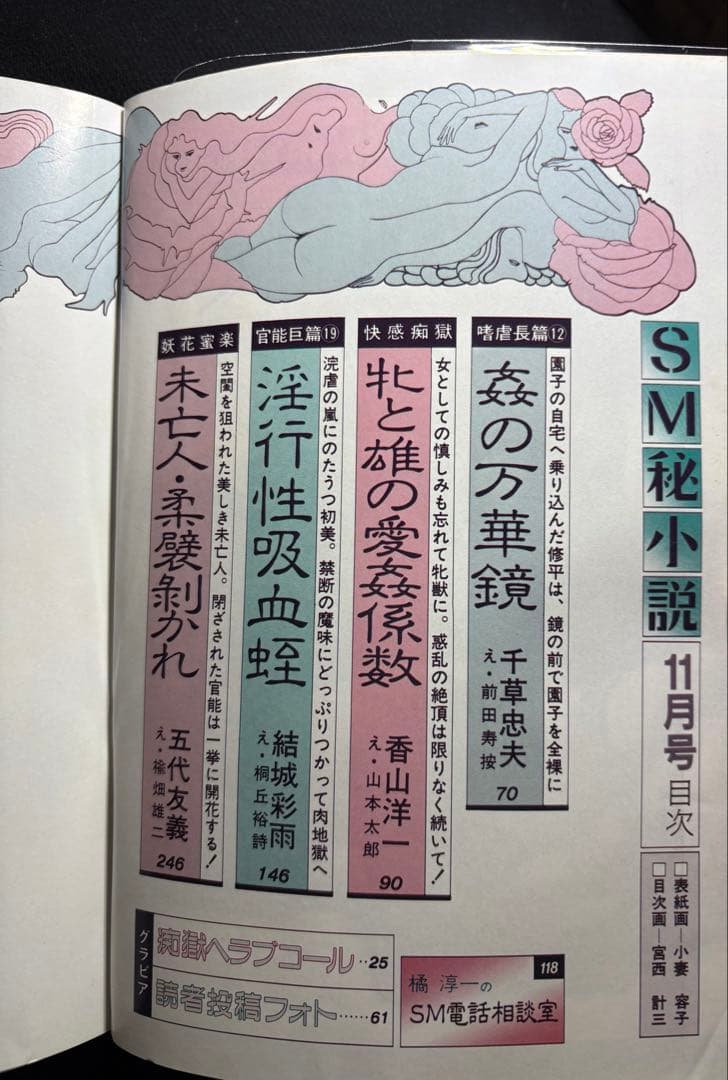 SM秘小説
11月号 目次
□表紙画―小妻容子
□目次画―宮西計三
嗜虐長篇⑫
園子の自宅へ乗り込んだ修平は、鏡の前で園子を全裸に
姦の万華鏡
千草忠夫
え・前田寿按
70
快感痴獄
女としての慎しみも忘れて牝獣に。惑乱の絶頂は限りなく続いて!
牝と雄の愛姦係数
香山洋一
え・山本太郎
90
官能巨篇⑲
浣虐の嵐にのたうつ初美。禁断の魔味にどっぷりつかって肉地獄へ
淫行性吸血蛭
結城彩雨
え・桐丘裕詩
146
妖花蜜楽
空閨を狙われた美しき未亡人。閉ざされた官能は一挙に開花する!
未亡人・柔襞剝かれ
五代友義
え・楡畑雄二
246
118
橘淳一の
SM電話相談室
グラビア
痴獄へラブコール‥25
読者投稿フォト……61